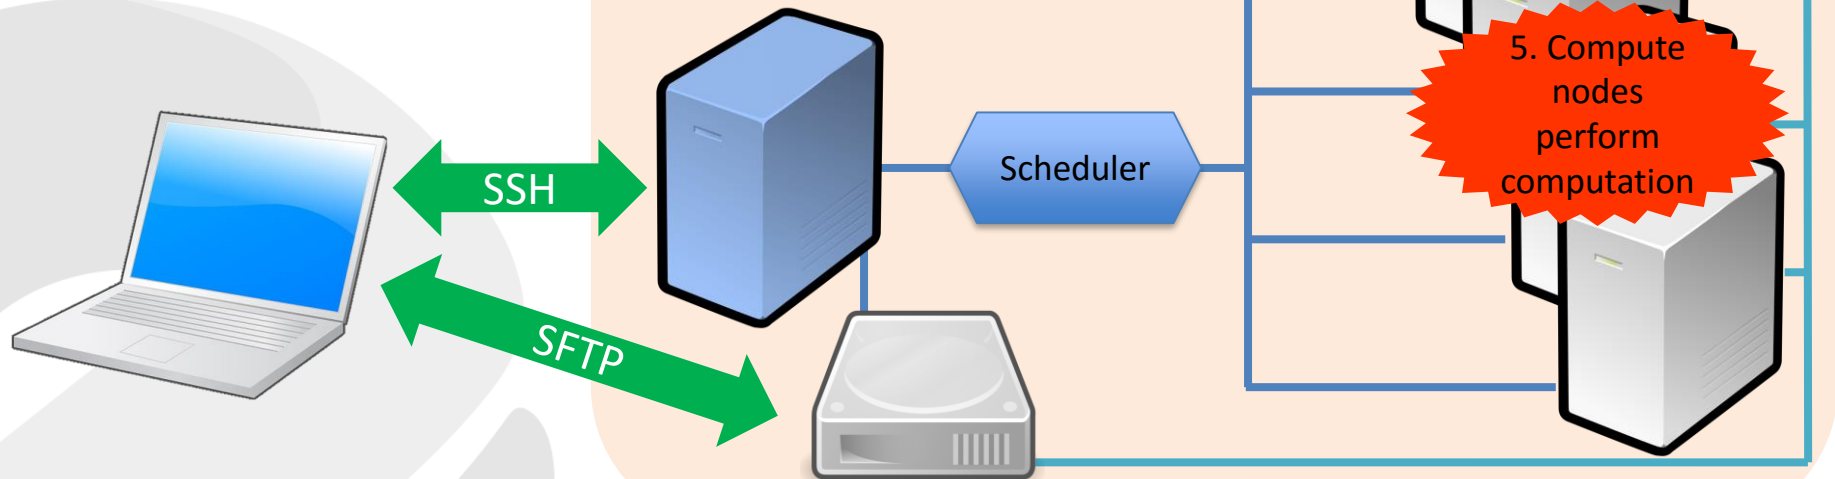 5. Compute
nodes
perform
computation
Scheduler
SSH
SFTP